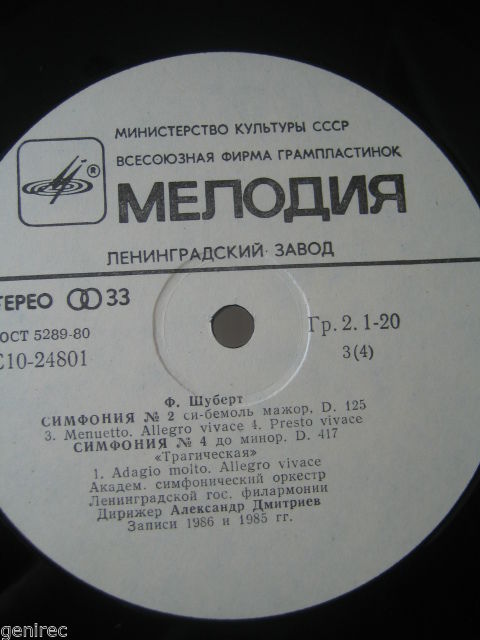 МИНИСТЕРСТВО КУЛЬТУРЫ СССР
ВСЕСОЮЗНАЯ ФИРМА ГРАМПЛАСТИНОК
®
МЕЛОДИЯ
ЛЕНИНГРАДСКИЙ ЗАВОД
ТЕРЕО 33
ОСТ 5289-80
С10-24801
Гр. 2. 1-20
3(4)
Ф. Шуберт
СИМФОНИЯ № 2 си-бемоль мажор, D. 125
3. Menuetto. Allegro vivace 4. Presto vivace
СИМФОНИЯ № 4 до минор. D. 417
«Трагическая»
1. Adagio molto. Allegro vivace
Академ. симфонический оркестр
Ленинградской гос. филармонии
Дирижер Александр Дмитриев
Записи 1986 и 1985 гг.
genirec
genirec